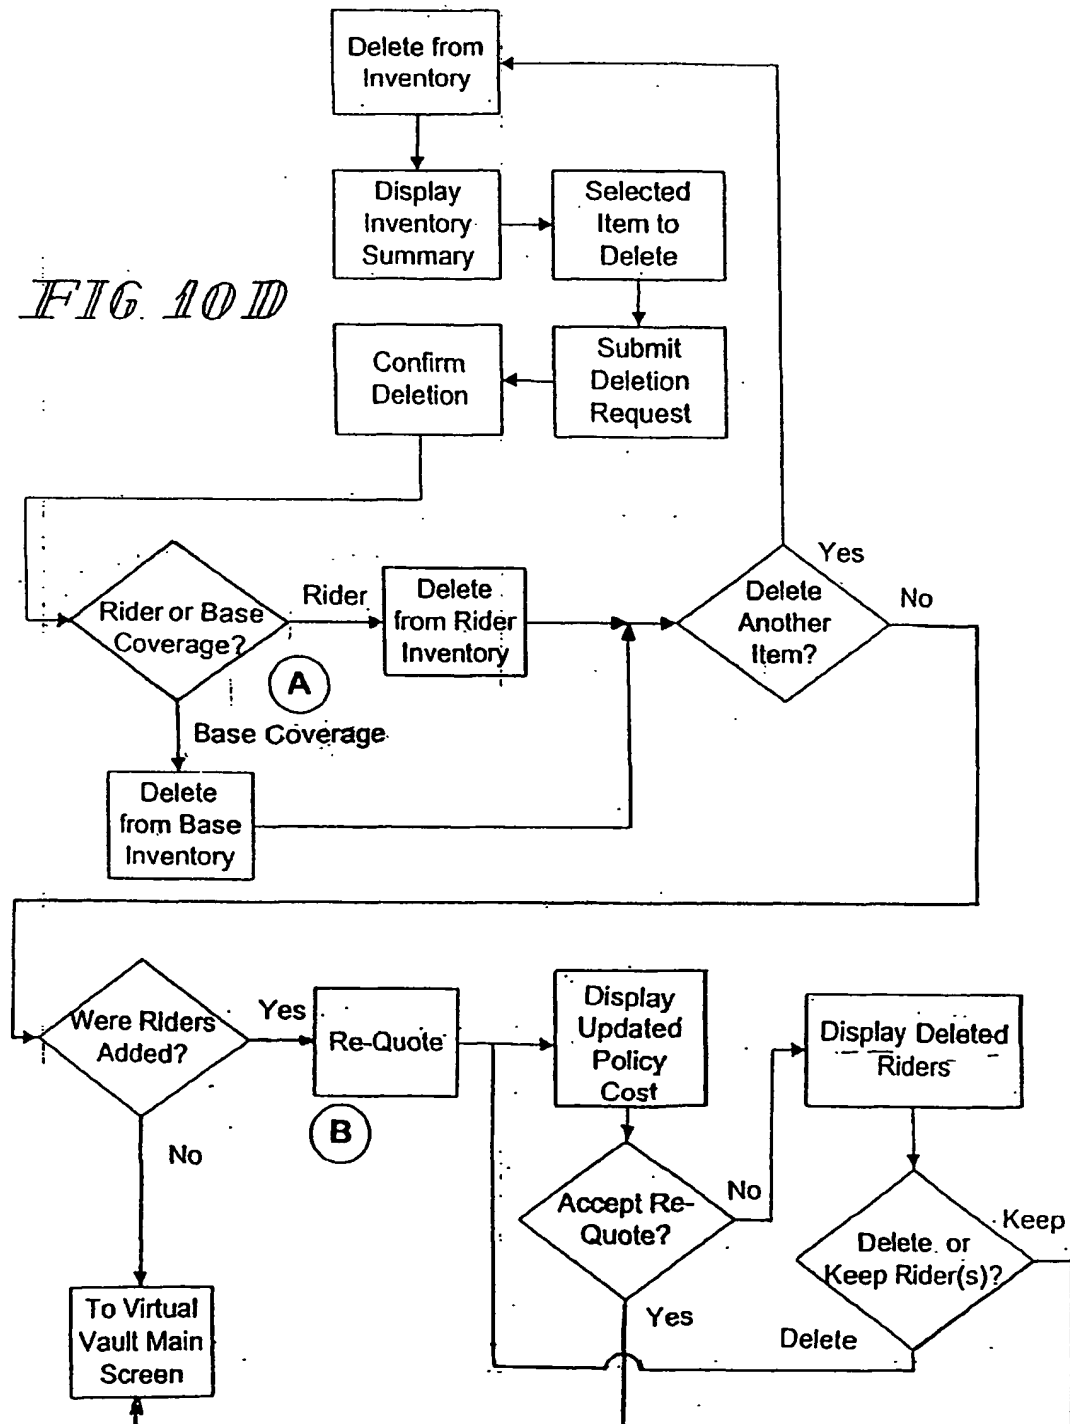 Delete from
Inventory
Display
Inventory
Summary
Selected
Item to
Delete
FIG. 10D
Confirm
Deletion
Submit
Deletion
Request
Yes
Rider or Base
Coverage?
Rider
Delete
from Rider
Inventory
Delete
Another
Item?
No
A
Base Coverage
Delete
from Base
Inventory
Were Riders
Added?
Yes
Re-Quote
Display
Updated
Policy
Cost
Display Deleted
Riders
B
No
Accept Re-
Quote?
No
Delete or
Keep Rider(s)?
Keep
To Virtual
Vault Main
Screen
Yes
Delete